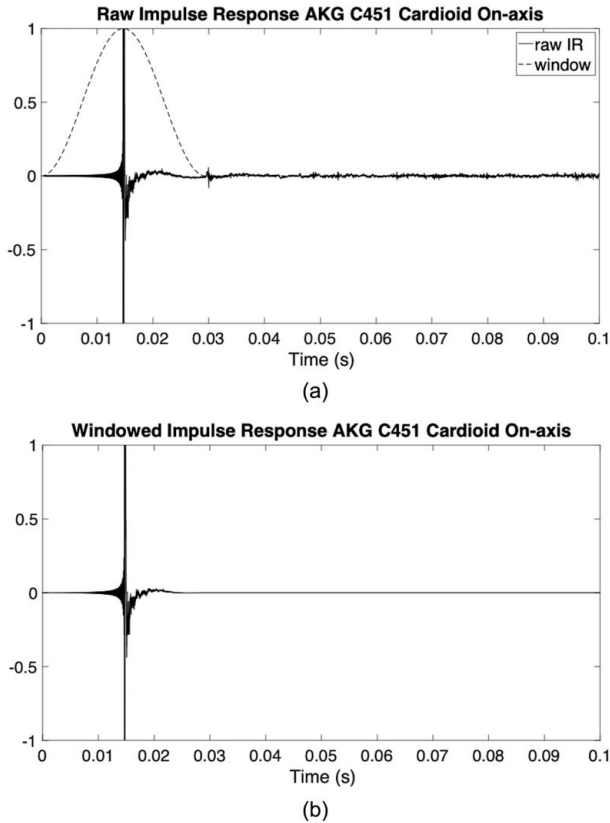 Raw Impulse Response AKG C451 Cardioid On-axis
1
raw IR
window
0.5
0
-0.5
-1
0 0.01 0.02 0.03 0.04 0.05 0.06 0.07 0.08 0.09 0.1
Time (s)
(a)
Windowed Impulse Response AKG C451 Cardioid On-axis
1
0.5
0
-0.5
-1
0 0.01 0.02 0.03 0.04 0.05 0.06 0.07 0.08 0.09 0.1
Time (s)
(b)